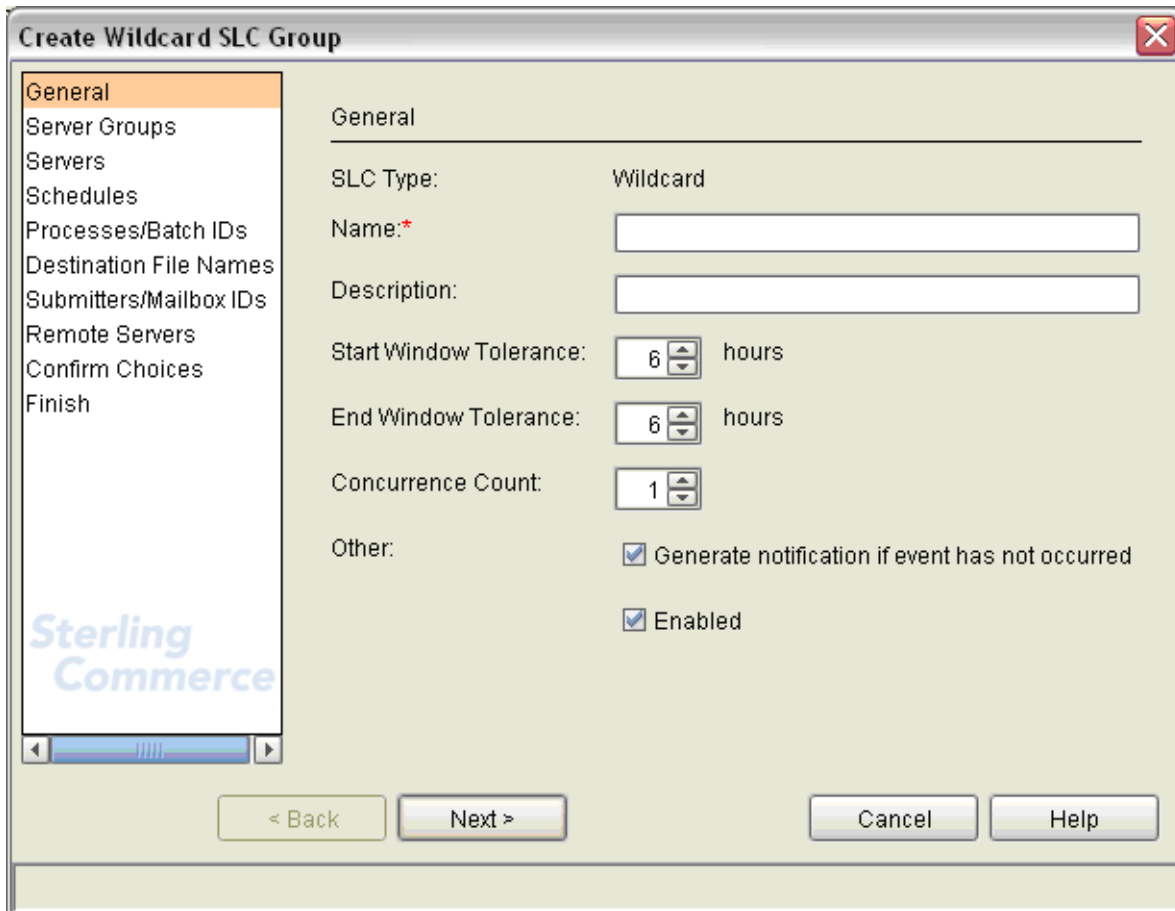 Create Wildcard SLC Group
General
Server Groups
Servers
Schedules
Processes/Batch IDs
Destination File Names
Submitters/Mailbox IDs
Remote Servers
Confirm Choices
Finish
Sterling
Commerce
General
SLC Type: Wildcard
Name:*
Description:
Start Window Tolerance: 6 hours
End Window Tolerance: 6 hours
Concurrence Count: 1
Other: Generate notification if event has not occurred
Enabled
< Back Next > Cancel Help